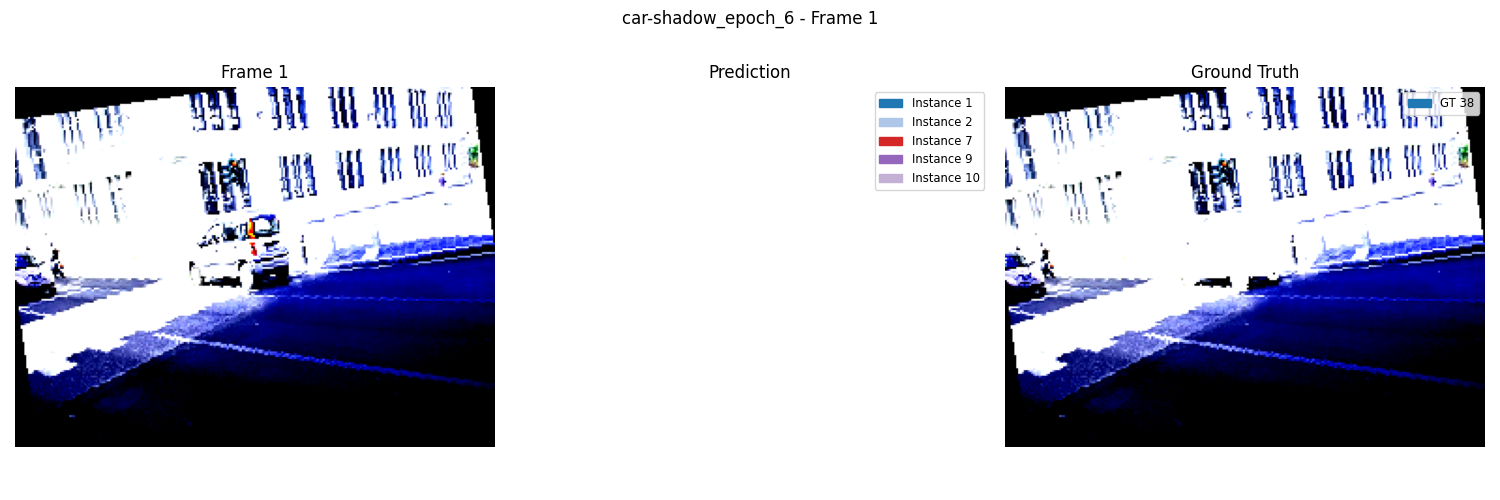 car-shadow_epoch_6 - Frame 1
Frame 1
Prediction
Ground Truth
Instance 1
Instance 2
Instance 7
Instance 9
Instance 10
GT 38